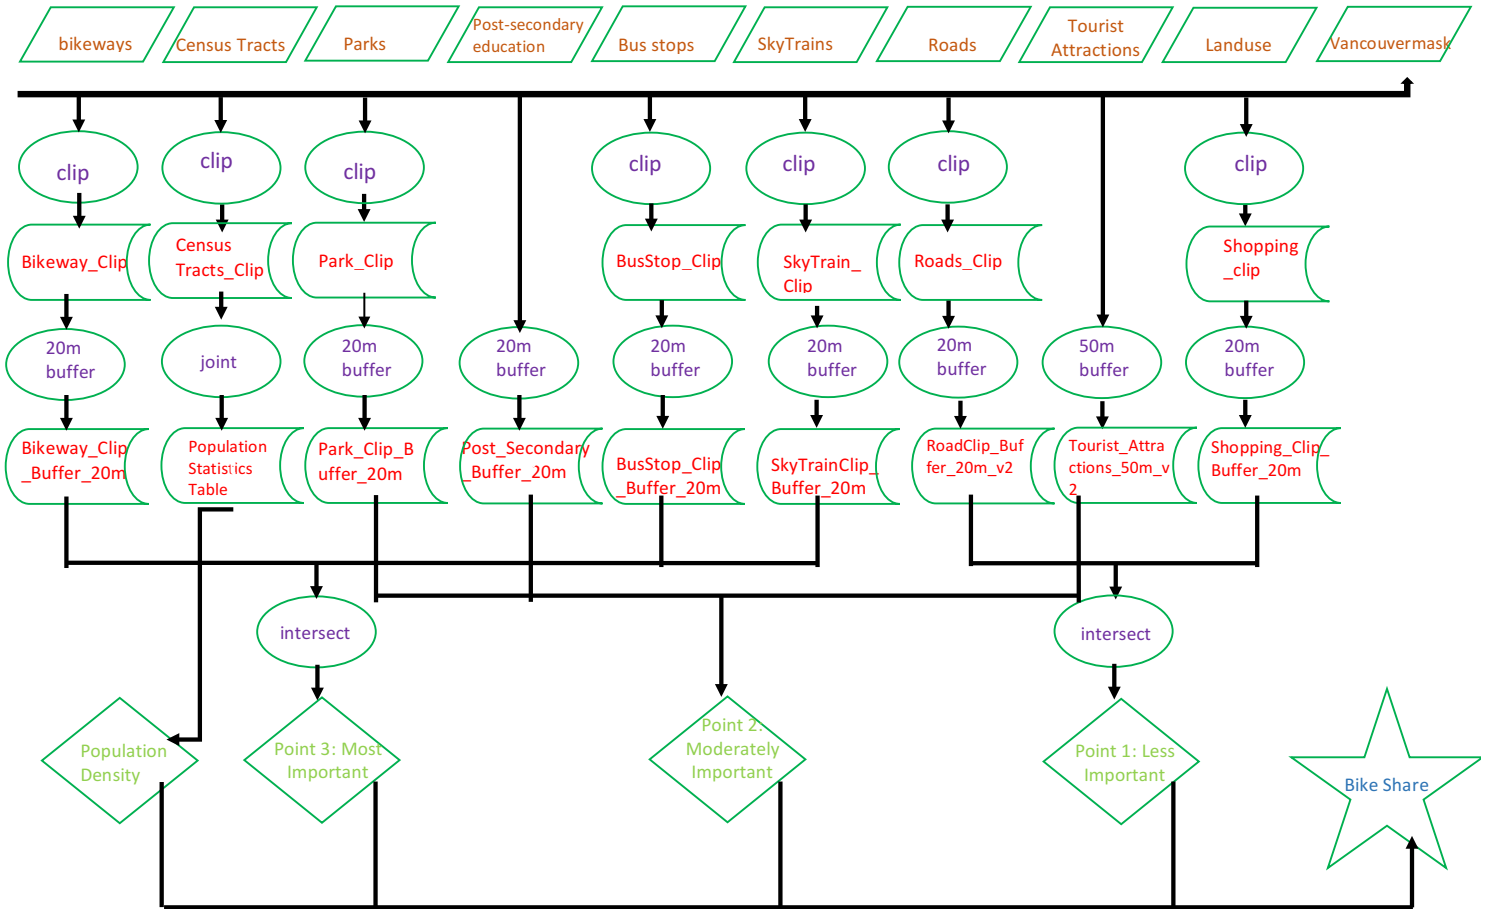 bikeways
Census Tracts
Parks
Post-secondary
education
Bus stops
SkyTrains
Roads
Tourist
Attractions
Landuse
Vancouvermask
clip
clip
clip
clip
clip
clip
clip
Bikeway_Clip
Census
Tracts_Clip
Park_Clip
BusStop_Clip
SkyTrain_
Clip
Roads_Clip
Shopping
_clip
20m
buffer
joint
20m
buffer
20m
buffer
20m
buffer
20m
buffer
20m
buffer
50m
buffer
20m
buffer
Bikeway_Clip
_Buffer_20m
Population
Statistics
Table
Park_Clip_B
uffer_20m
Post_Secondary
_Buffer_20m
BusStop_Clip
_Buffer_20m
SkyTrainClip_
Buffer_20m
RoadClip_Buf
fer_20m_v2
Tourist_Attra
ctions_50m_v
2
Shopping_Clip_
Buffer_20m
intersect
intersect
Population
Density
Point 3: Most
Important
Point 2:
Moderately
Important
Point 1: Less
Important
Bike Share